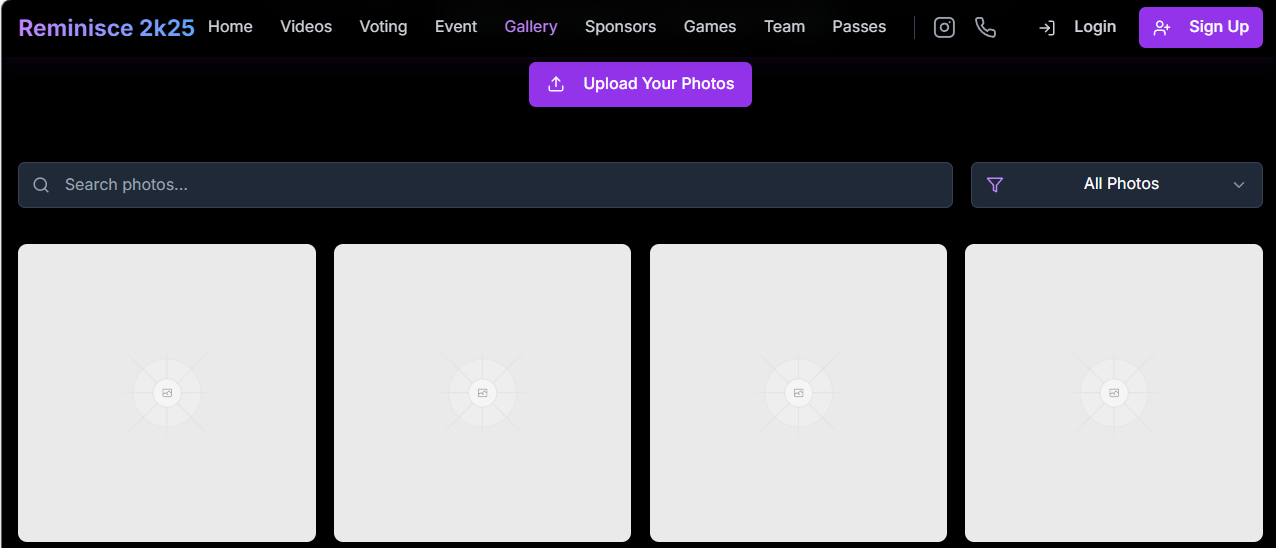 Reminisce 2k25 Home Videos Voting Event Gallery Sponsors Games Team Passes Login Sign Up
Upload Your Photos
Search photos... All Photos